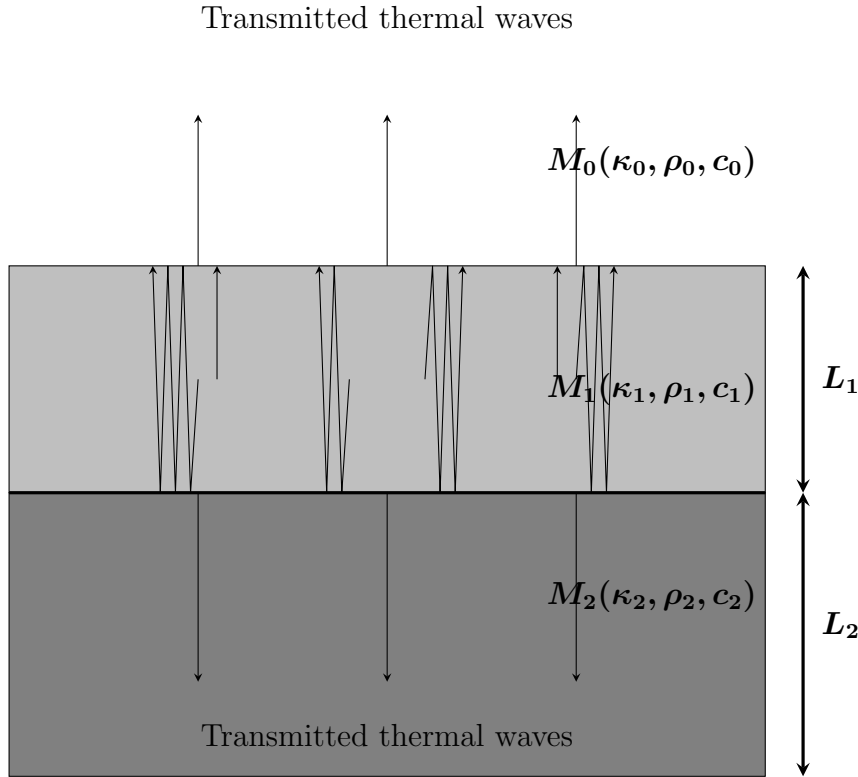 Transmitted thermal waves
M₀(κ₀, ρ₀, c₀)
M₁(κ₁, ρ₁, c₁)
L₁
M₂(κ₂, ρ₂, c₂)
L₂
Transmitted thermal waves